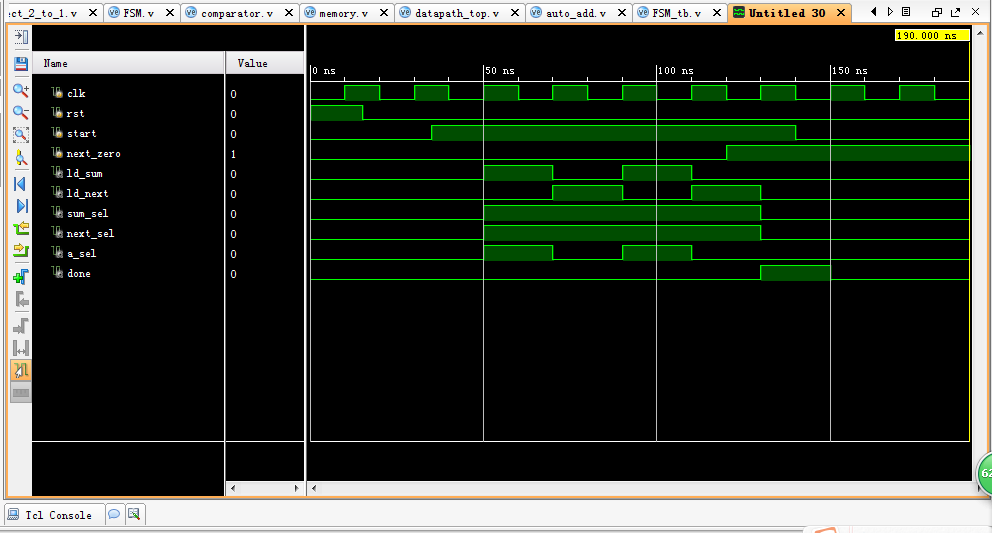 ect_2_to_1.v FSM.v comparator.v memory.v datapath_top.v auto_add.v FSM_tb.v Untitled 30
190.000 ns
Name Value
0 ns 50 ns 100 ns 150 ns
clk 0
rst 0
start 0
next_zero 1
ld_sum 0
ld_next 0
sum_sel 0
next_sel 0
a_sel 0
done 0
62
Tcl Console